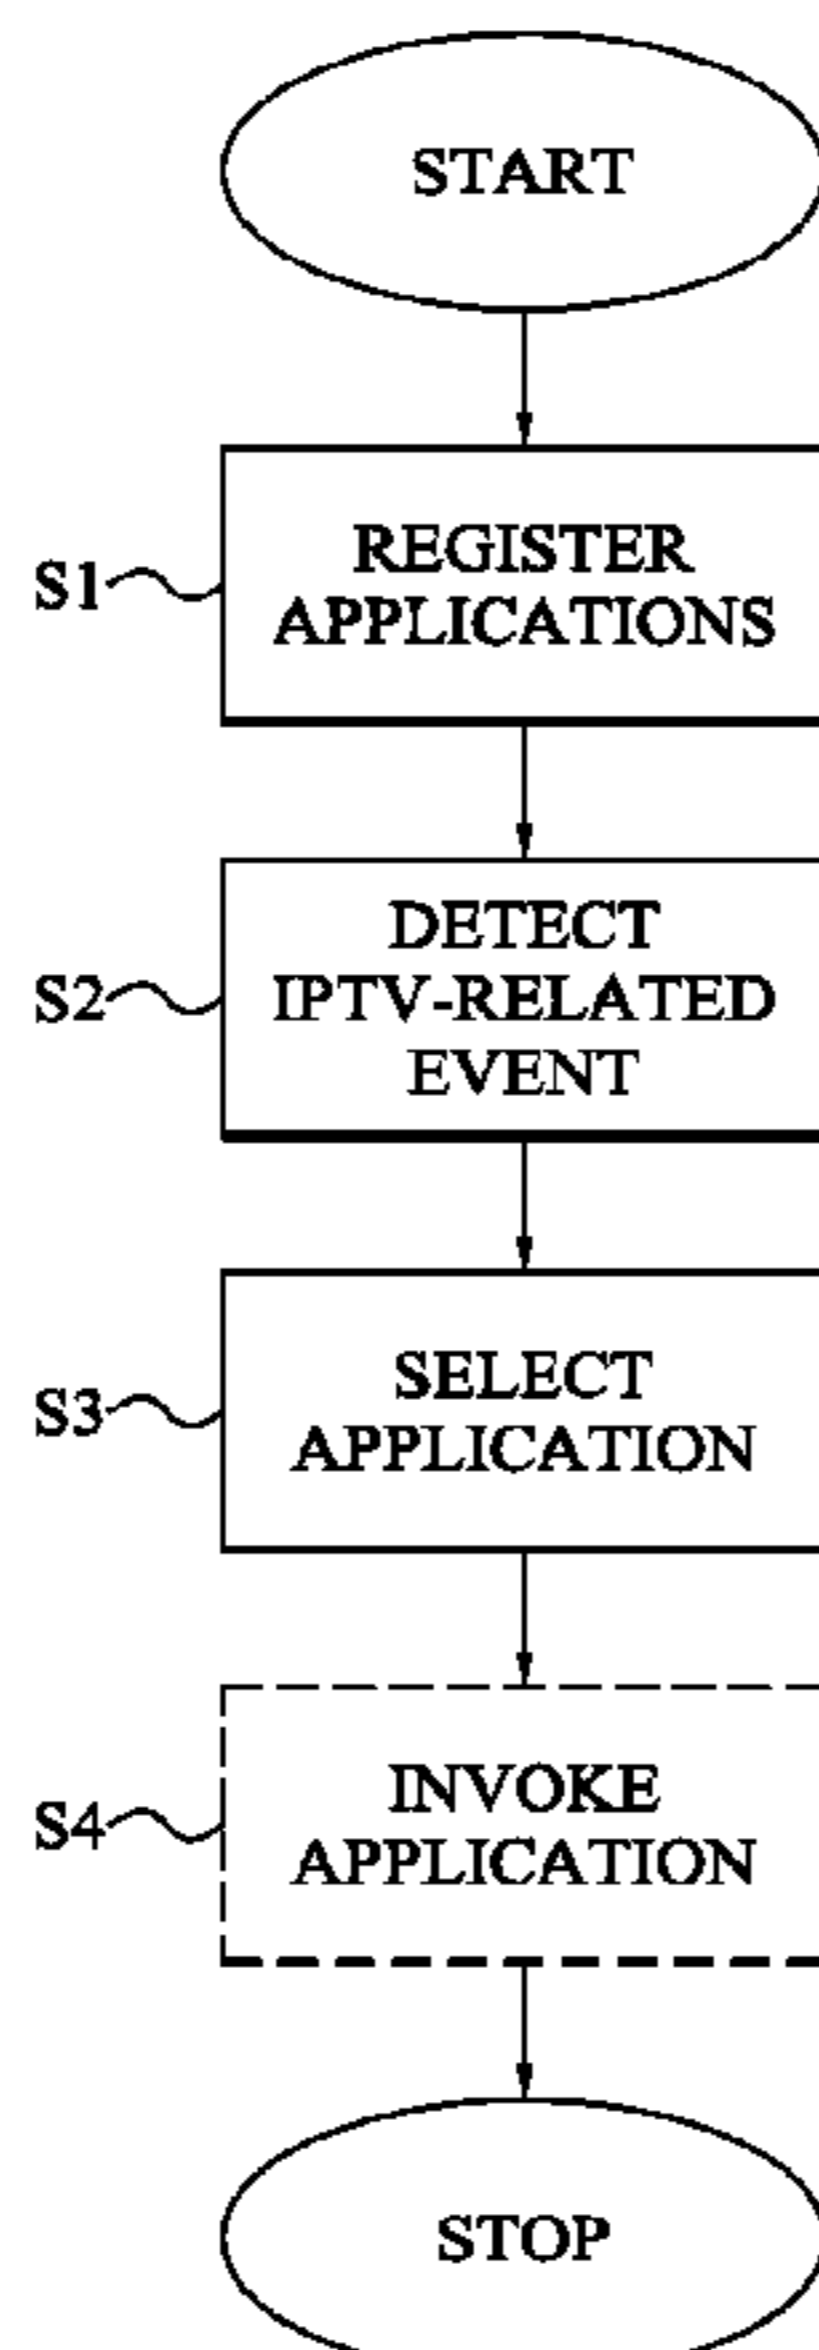 START
S1
REGISTER
APPLICATIONS
S2
DETECT
IPTV-RELATED
EVENT
S3
SELECT
APPLICATION
S4
INVOKE
APPLICATION
STOP